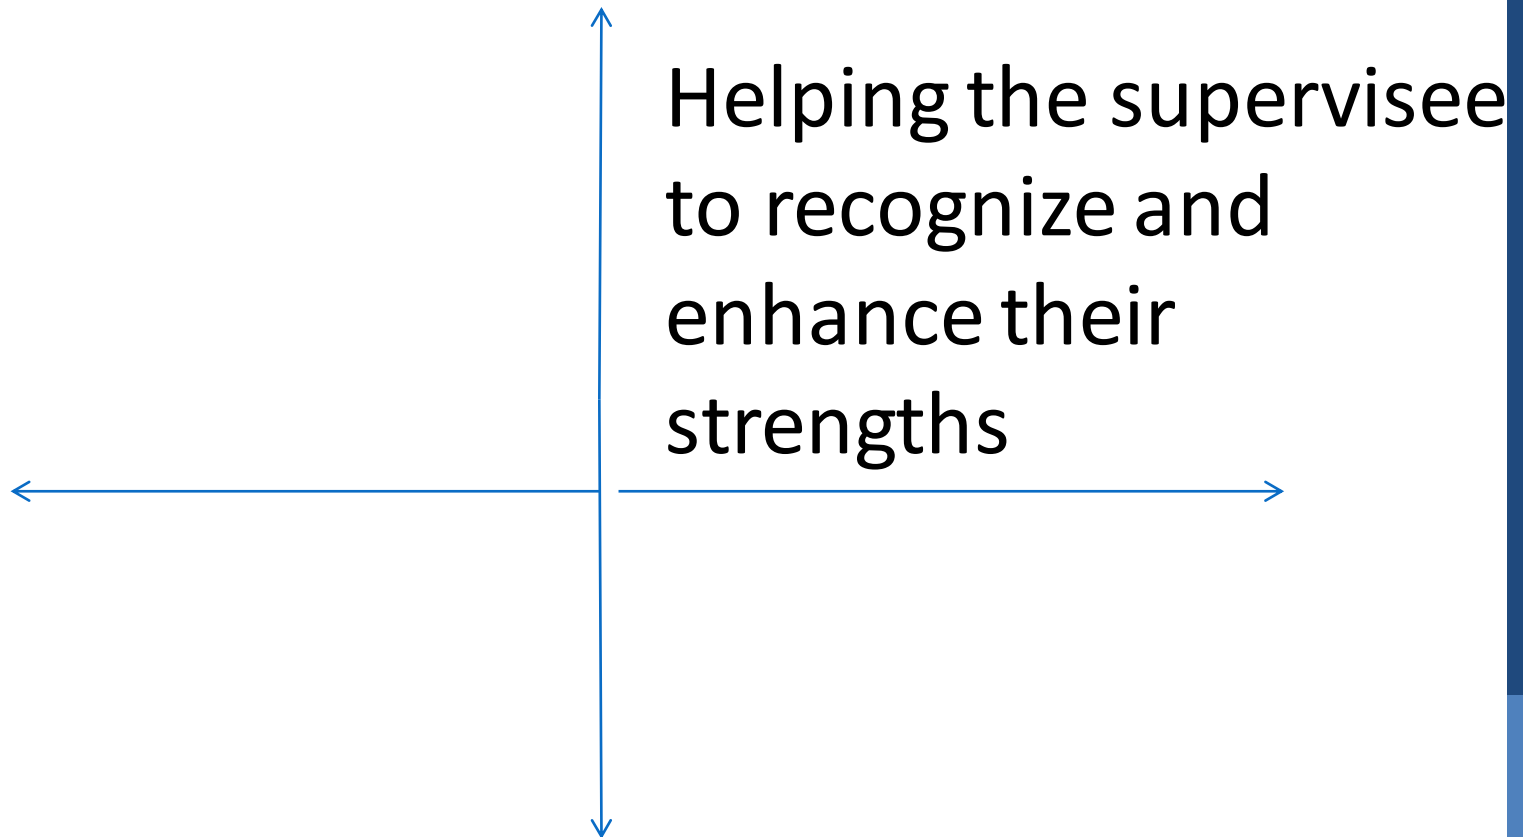 Helping the supervisee
to recognize and
enhance their
strengths